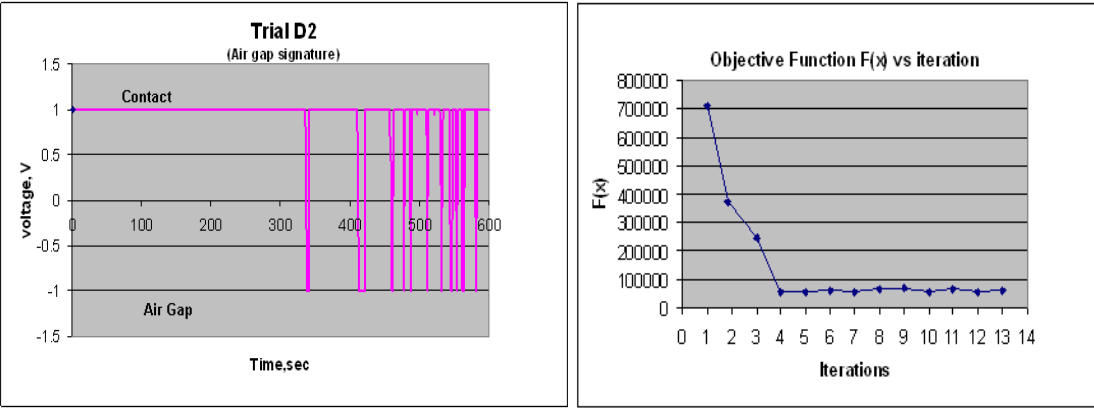 Trial D2
(Air gap signature)
1.5
Contact
1
0.5
0
0 100 200 300 400 500 600
-0.5
-1
Air Gap
-1.5
voltage, V
Time,sec
Objective Function F(x) vs iteration
800000
700000
600000
500000
400000
300000
200000
100000
0
F(x)
0 1 2 3 4 5 6 7 8 9 10 11 12 13 14
Iterations